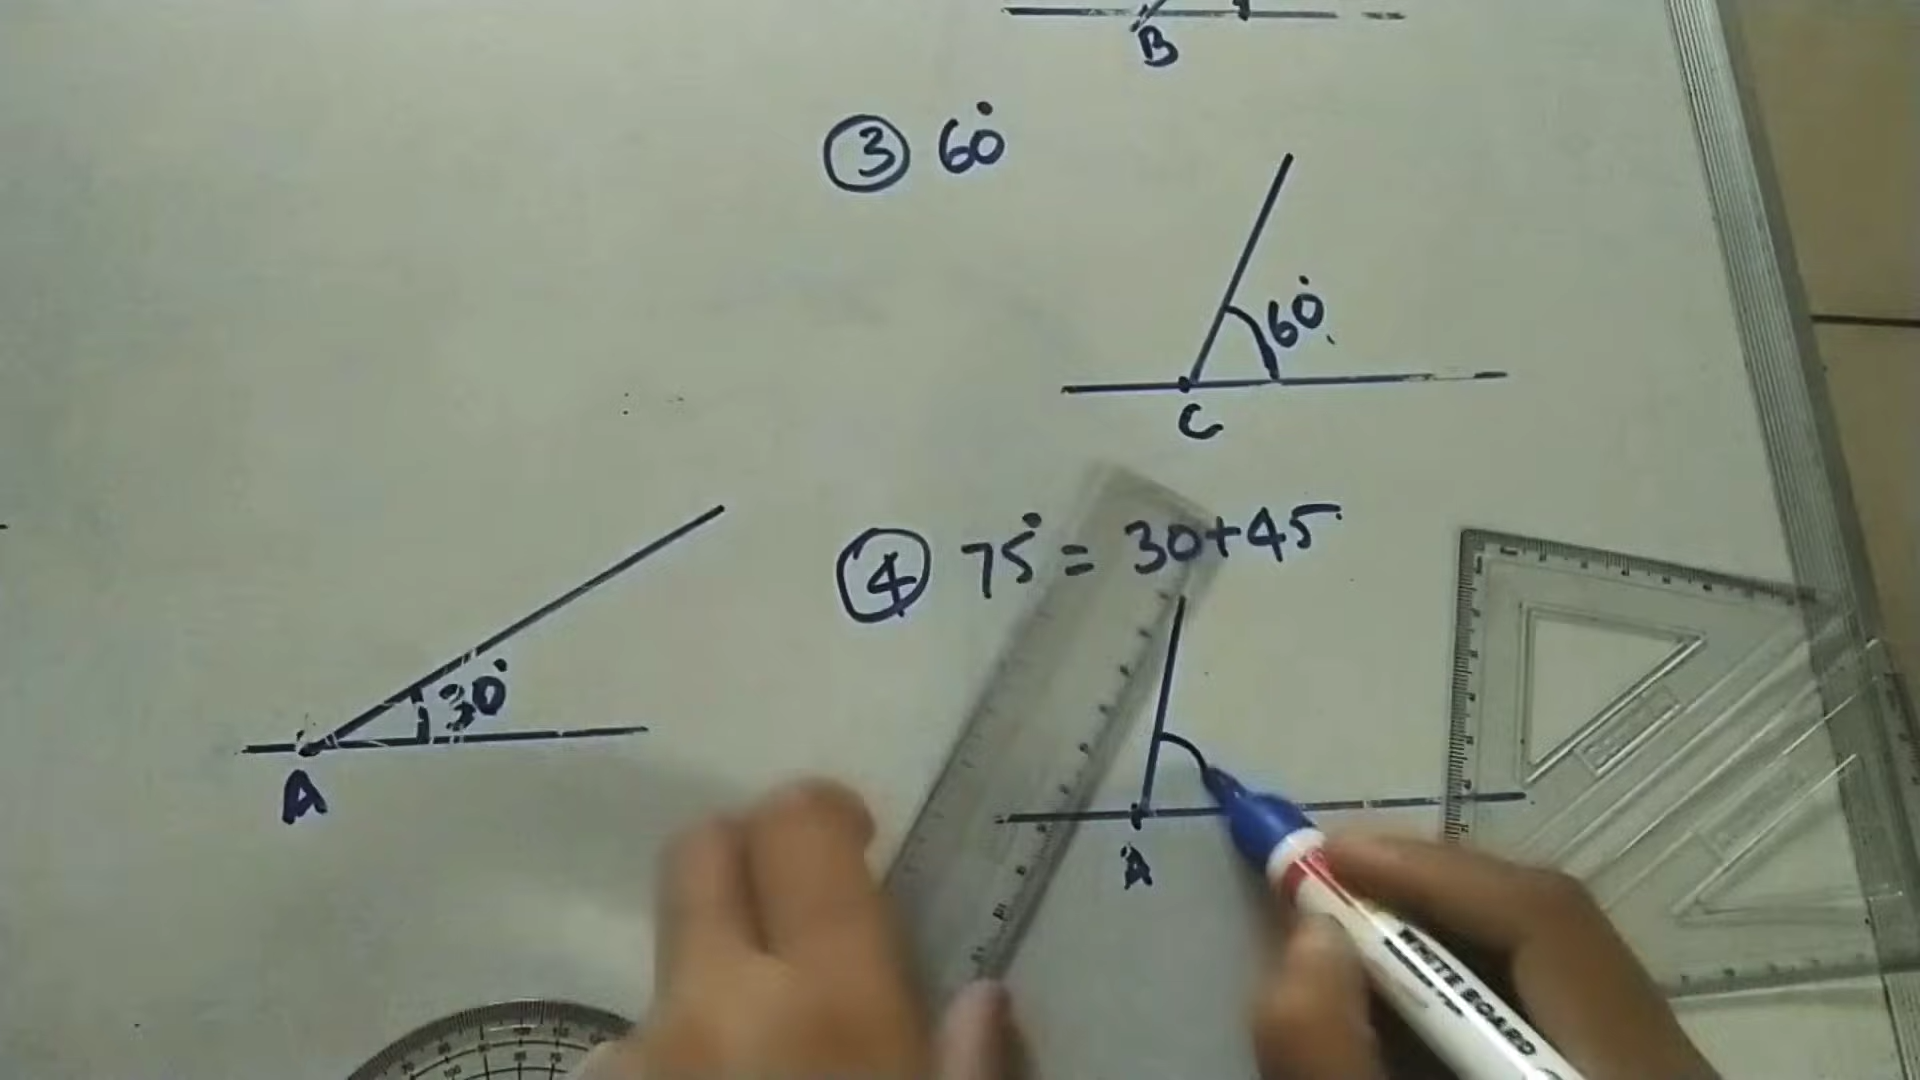 B
③ 60°
60°
C
④ 75° = 30+45
30°
A
A
WHITE BOARD